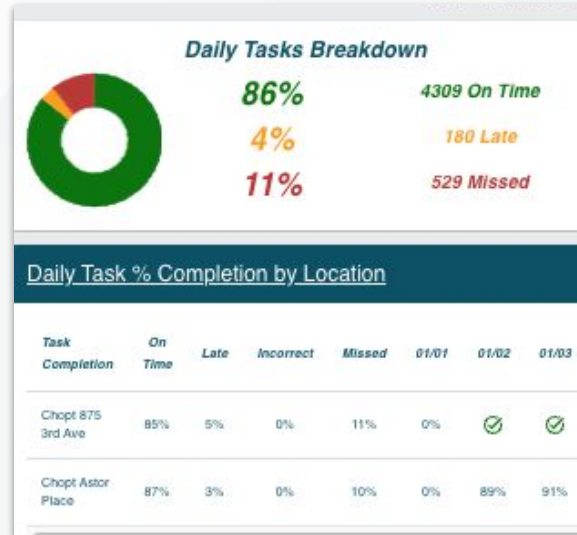 Daily Tasks Breakdown
86% 4309 On Time
4% 180 Late
11% 529 Missed
Daily Task % Completion by Location
Task Completion On Time Late Incorrect Missed 01/01 01/02 01/03
Chopt 875 3rd Ave 85% 5% 0% 11% 0%
Chopt Astor Place 87% 3% 0% 10% 0% 89% 91%